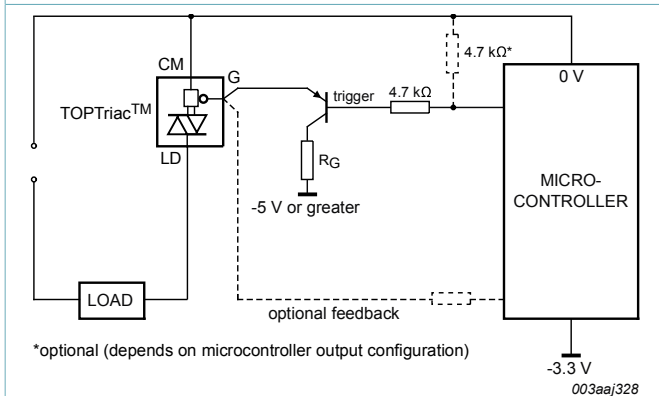 CM
G
TOPTriac™
LD
trigger
4.7 kΩ
4.7 kΩ*
0 V
RG
-5 V or greater
MICRO-
CONTROLLER
LOAD
optional feedback
*optional (depends on microcontroller output configuration)
-3.3 V
003aaj328